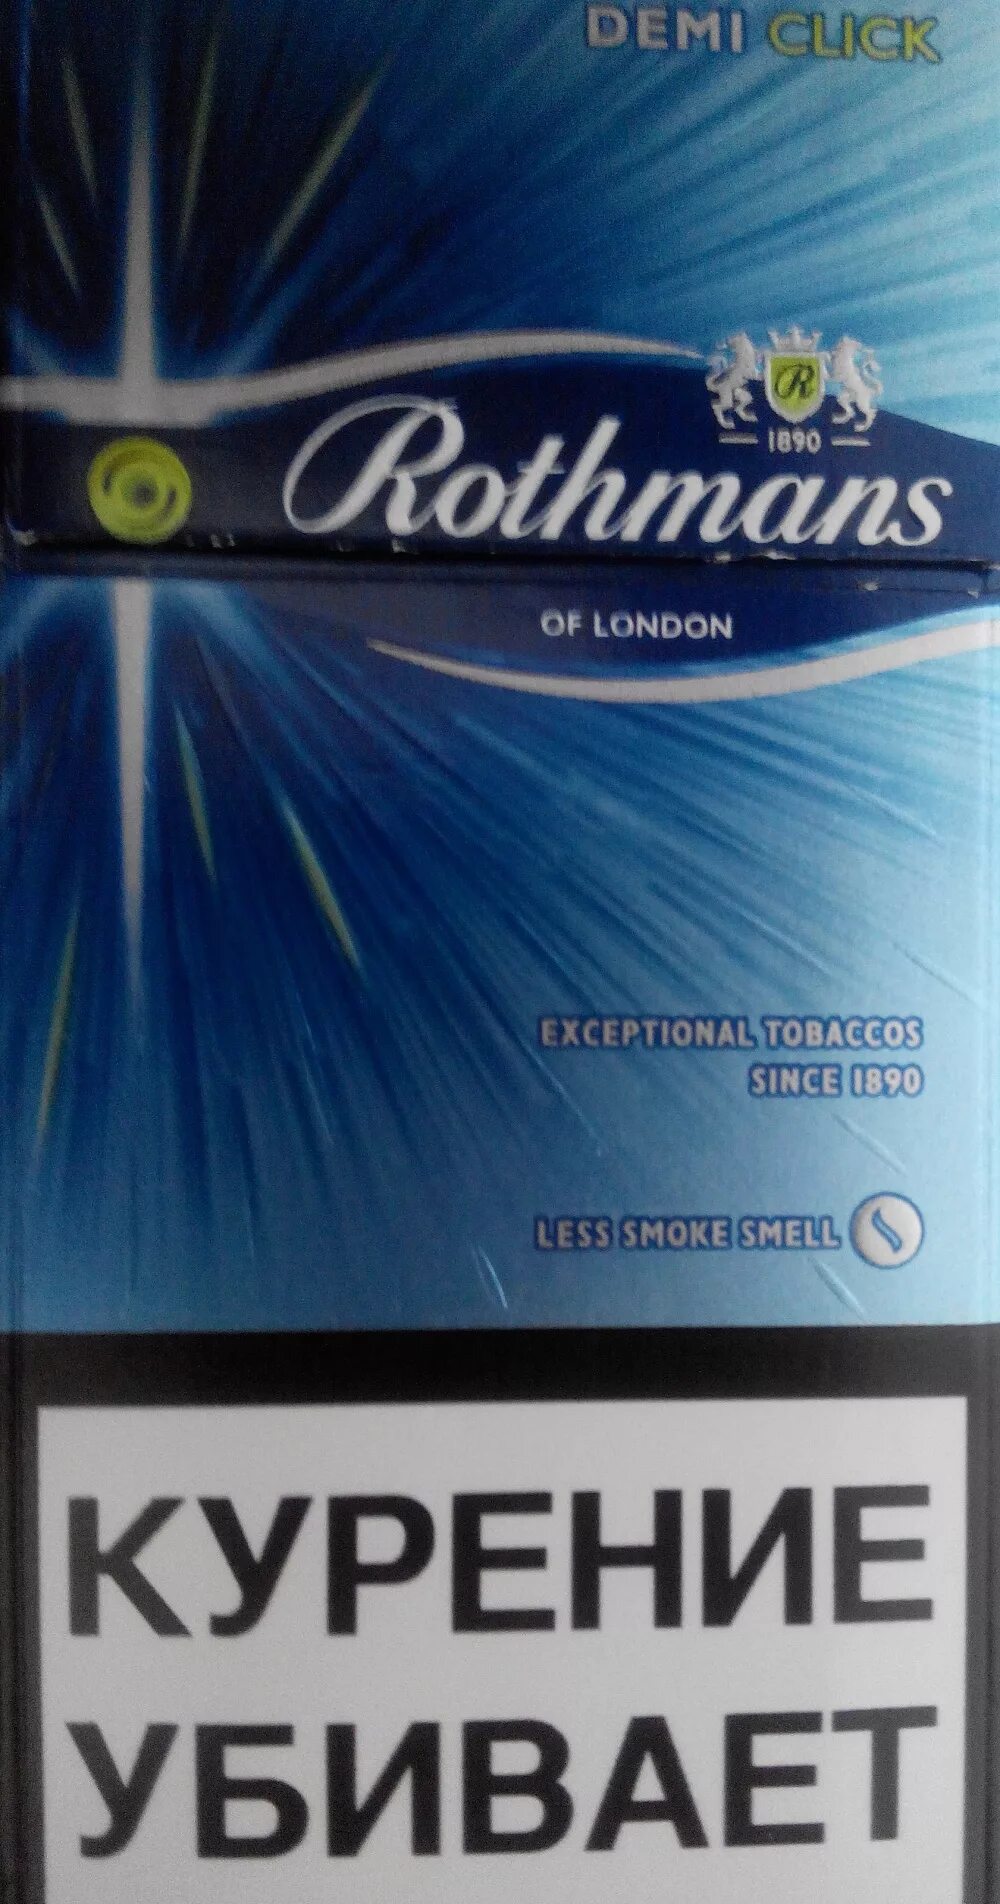 DEMI CLICK
R
1890
Rothmans
OF LONDON
EXCEPTIONAL TOBACCOS
SINCE 1890
LESS SMOKE SMELL
КУРЕНИЕ
УБИВАЕТ